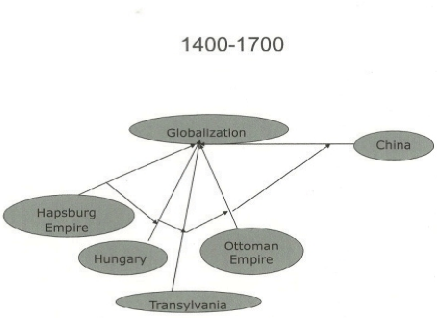 1400-1700
Globalization
China
Hapsburg
Empire
Hungary
Ottoman
Empire
Transylvania